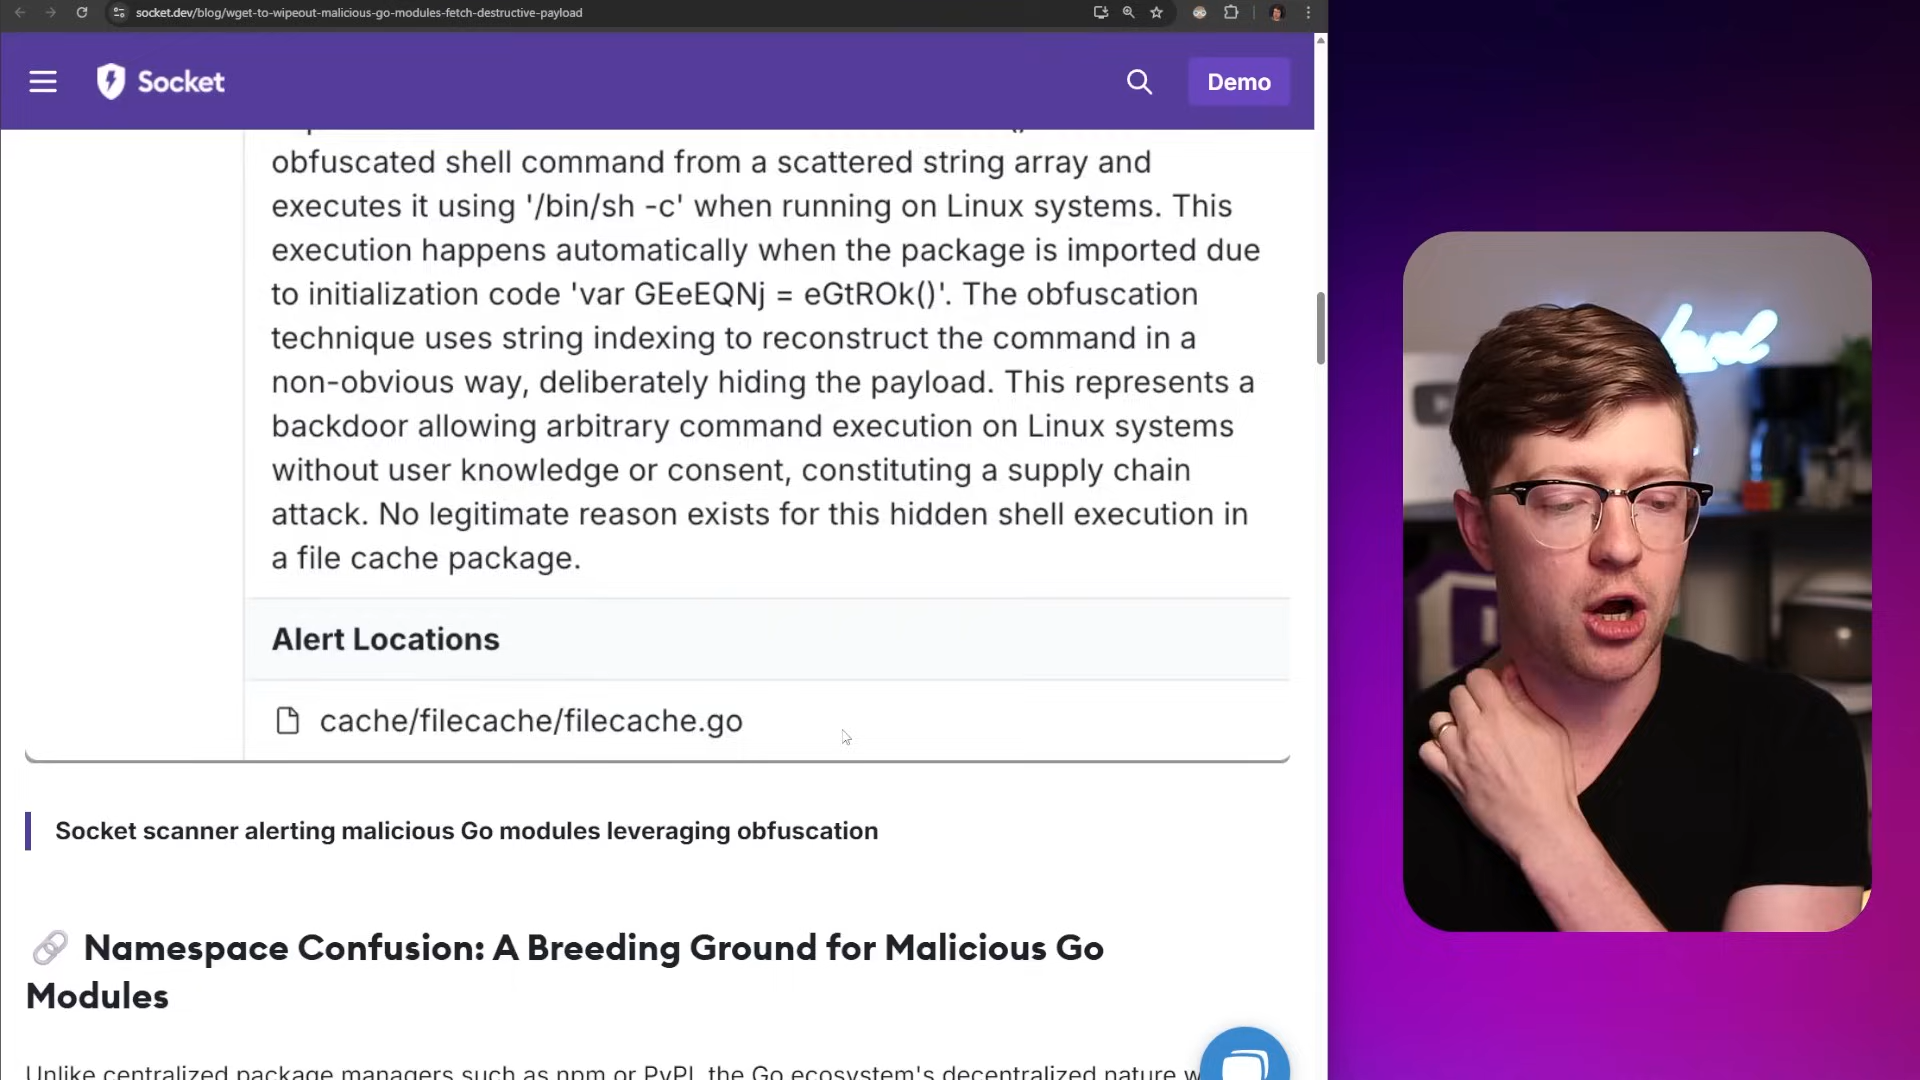 socket.dev/blog/wget-to-wipeout-malicious-go-modules-fetch-destructive-payload
Socket
Demo
obfuscated shell command from a scattered string array and
executes it using '/bin/sh -c' when running on Linux systems. This
execution happens automatically when the package is imported due
to initialization code 'var GEeEQNj = eGtROk()'. The obfuscation
technique uses string indexing to reconstruct the command in a
non-obvious way, deliberately hiding the payload. This represents a
backdoor allowing arbitrary command execution on Linux systems
without user knowledge or consent, constituting a supply chain
attack. No legitimate reason exists for this hidden shell execution in
a file cache package.
Alert Locations
cache/filecache/filecache.go
Socket scanner alerting malicious Go modules leveraging obfuscation
Namespace Confusion: A Breeding Ground for Malicious Go
Modules
Unlike centralized package managers such as npm or PyPI, the Go ecosystem's decentralized nature